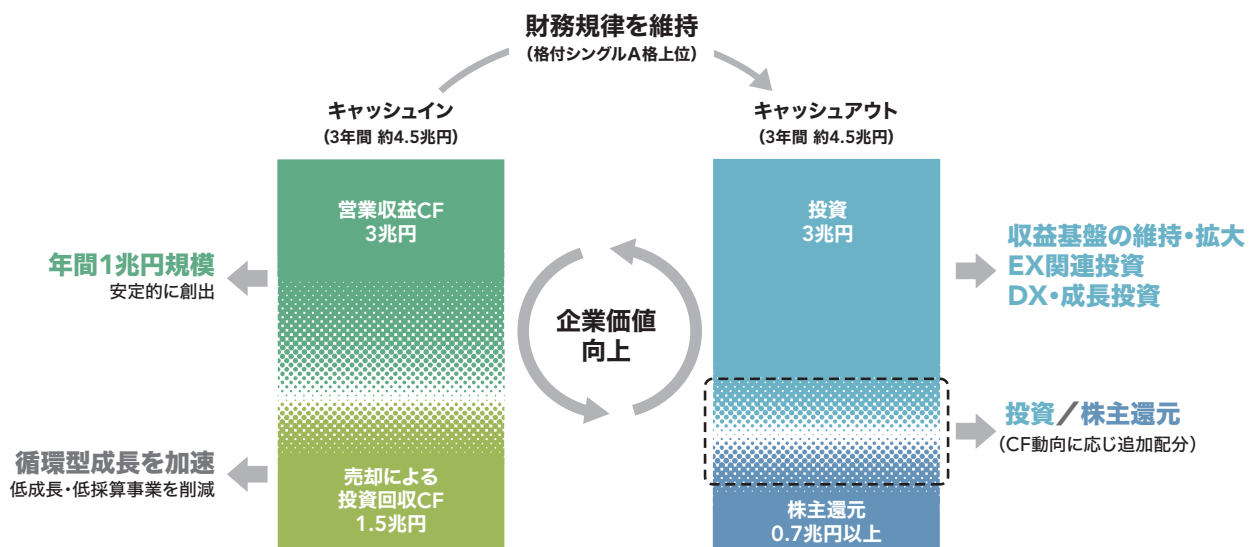 財務規律を維持
（格付シングルA格上位）
キャッシュイン
（3年間 約4.5兆円）
キャッシュアウト
（3年間 約4.5兆円）
営業収益CF
3兆円
投資
3兆円
年間1兆円規模
安定的に創出
収益基盤の維持・拡大
EX関連投資
DX・成長投資
企業価値
向上
投資／株主還元
（CF動向に応じ追加配分）
循環型成長を加速
低成長・低採算事業を削減
売却による
投資回収CF
1.5兆円
株主還元
0.7兆円以上